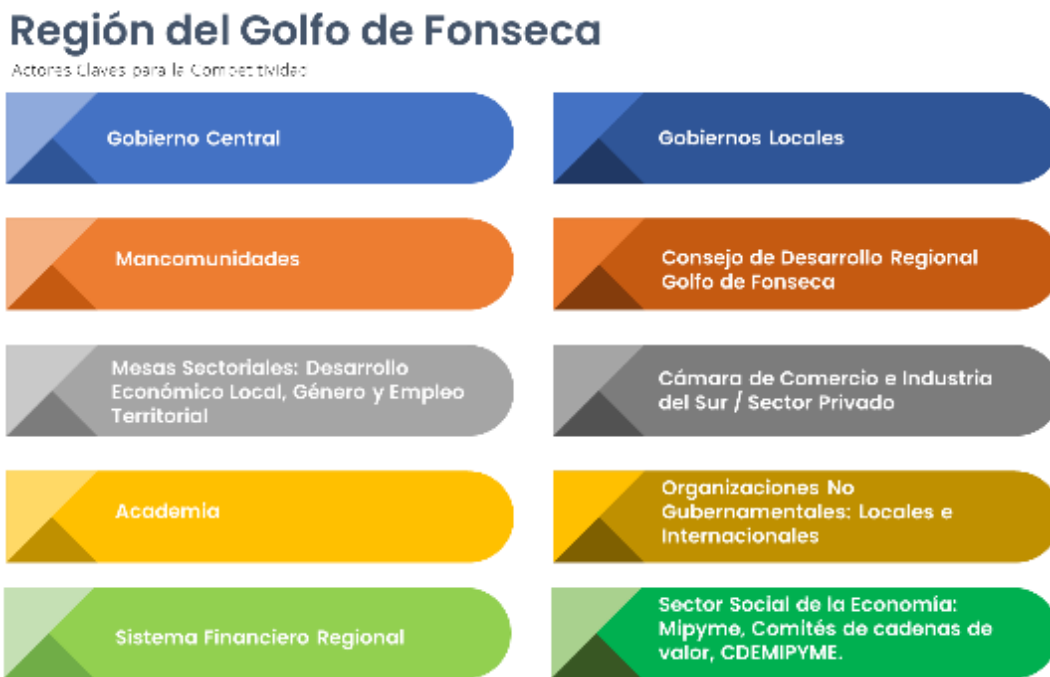 Región del Golfo de Fonseca
Actores Claves para la Competitividad
Gobierno Central
Gobiernos Locales
Mancomunidades
Consejo de Desarrollo Regional
Golfo de Fonseca
Mesas Sectoriales: Desarrollo
Económico Local, Género y Empleo
Territorial
Cámara de Comercio e Industria
del Sur / Sector Privado
Academia
Organizaciones No
Gubernamentales: Locales e
Internacionales
Sistema Financiero Regional
Sector Social de la Economía:
Mipyme, Comités de cadenas de
valor, CDEMIPYME.